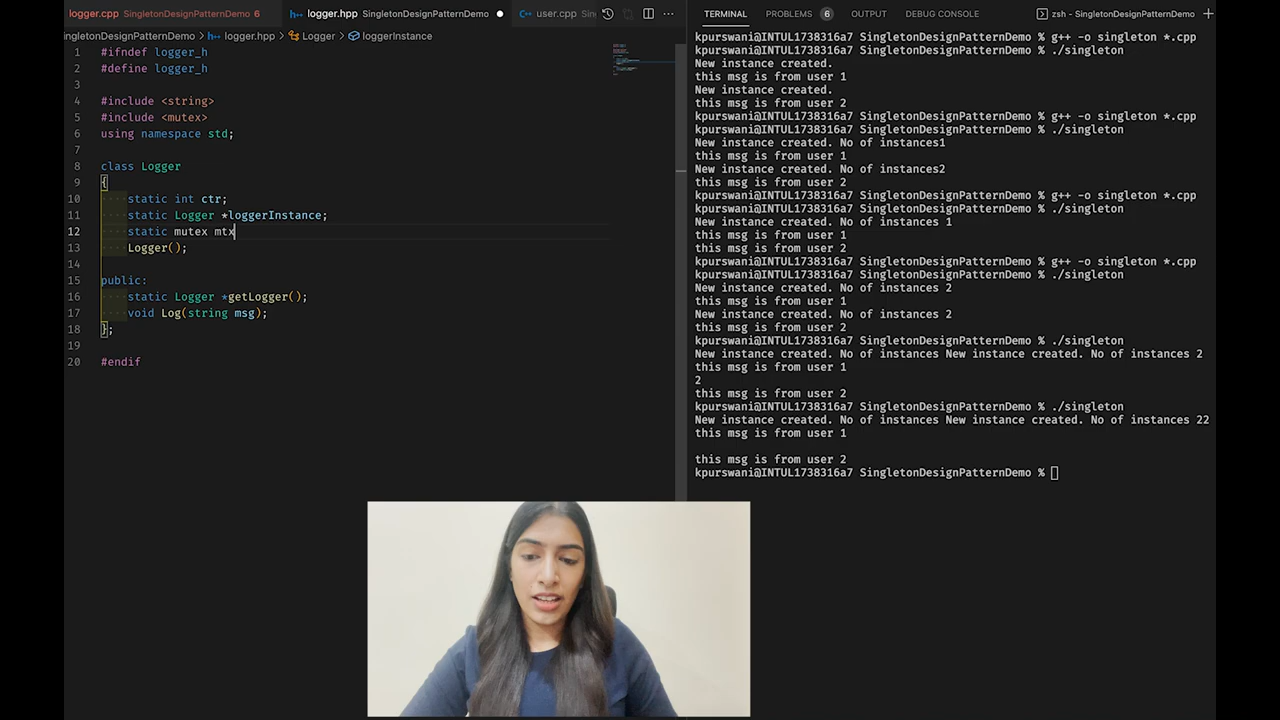 logger.cpp SingletonDesignPatternDemo 6
logger.hpp SingletonDesignPatternDemo
user.cpp
ingletonDesignPatternDemo > logger.hpp > Logger > loggerInstance
1 #ifndef logger_h
2 #define logger_h
3
4 #include <string>
5 #include <mutex>
6 using namespace std;
7
8 class Logger
9 {
10 static int ctr;
11 static Logger *loggerInstance;
12 static mutex mtx
13 Logger();
14
15 public:
16 static Logger *getLogger();
17 void Log(string msg);
18 };
19
20 #endif
TERMINAL PROBLEMS 6 OUTPUT DEBUG CONSOLE
zsh - SingletonDesignPatternDemo
kpurswani@INTUL1738316a7 SingletonDesignPatternDemo % g++ -o singleton *.cpp
kpurswani@INTUL1738316a7 SingletonDesignPatternDemo % ./singleton
New instance created.
this msg is from user 1
New instance created.
this msg is from user 2
kpurswani@INTUL1738316a7 SingletonDesignPatternDemo % g++ -o singleton *.cpp
kpurswani@INTUL1738316a7 SingletonDesignPatternDemo % ./singleton
New instance created. No of instances1
this msg is from user 1
New instance created. No of instances2
this msg is from user 2
kpurswani@INTUL1738316a7 SingletonDesignPatternDemo % g++ -o singleton *.cpp
kpurswani@INTUL1738316a7 SingletonDesignPatternDemo % ./singleton
New instance created. No of instances 1
this msg is from user 1
this msg is from user 2
kpurswani@INTUL1738316a7 SingletonDesignPatternDemo % g++ -o singleton *.cpp
kpurswani@INTUL1738316a7 SingletonDesignPatternDemo % ./singleton
New instance created. No of instances 2
this msg is from user 1
New instance created. No of instances 2
this msg is from user 2
kpurswani@INTUL1738316a7 SingletonDesignPatternDemo % ./singleton
New instance created. No of instances New instance created. No of instances 2
this msg is from user 1
2
this msg is from user 2
kpurswani@INTUL1738316a7 SingletonDesignPatternDemo % ./singleton
New instance created. No of instances New instance created. No of instances 22
this msg is from user 1

this msg is from user 2
kpurswani@INTUL1738316a7 SingletonDesignPatternDemo %